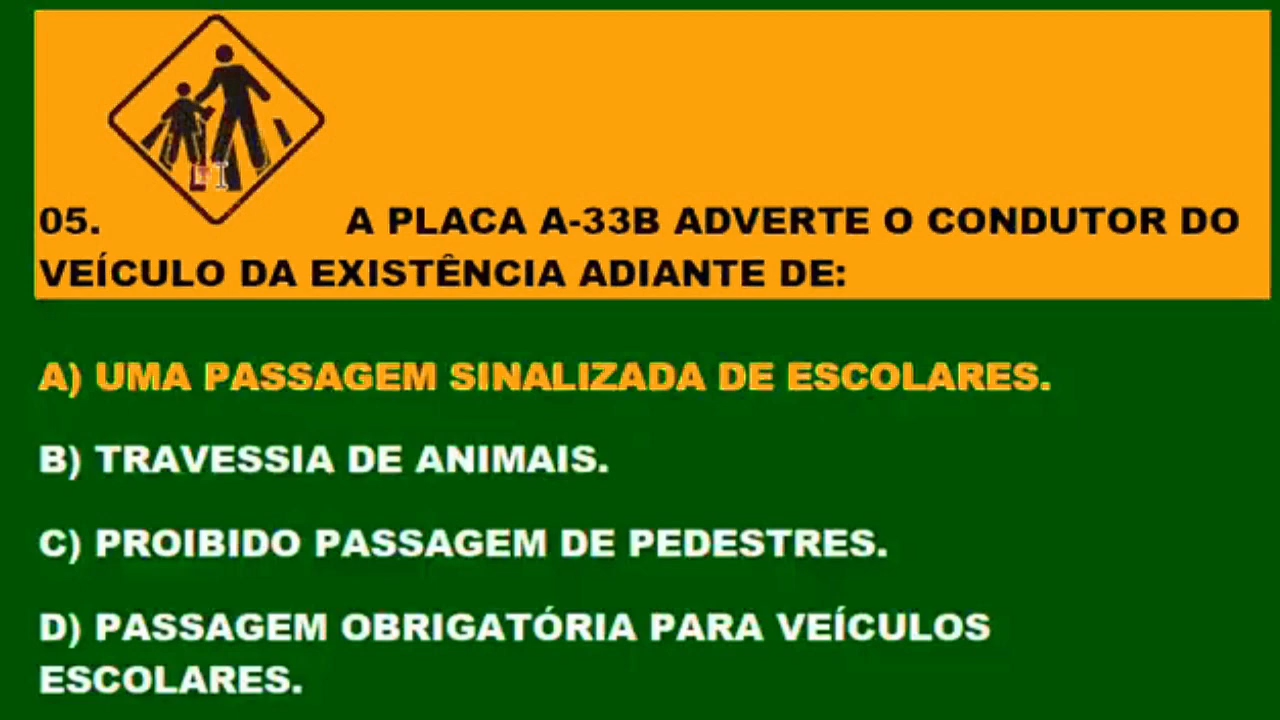 05. A PLACA A-33B ADVERTE O CONDUTOR DO
VEÍCULO DA EXISTÊNCIA ADIANTE DE:
A) UMA PASSAGEM SINALIZADA DE ESCOLARES.
B) TRAVESSIA DE ANIMAIS.
C) PROIBIDO PASSAGEM DE PEDESTRES.
D) PASSAGEM OBRIGATÓRIA PARA VEÍCULOS
ESCOLARES.